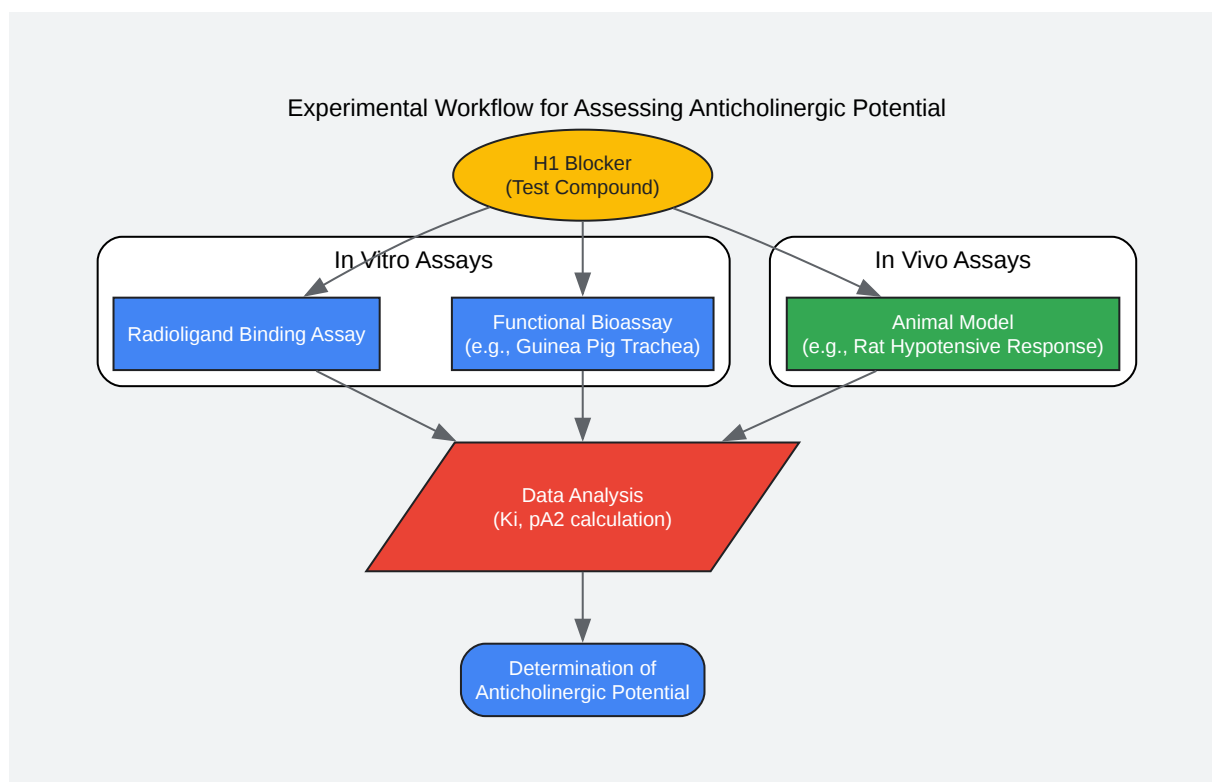 Experimental Workflow for Assessing Anticholinergic Potential
H1 Blocker
(Test Compound)
In Vitro Assays
In Vivo Assays
Radioligand Binding Assay
Functional Bioassay
(e.g., Guinea Pig Trachea)
Animal Model
(e.g., Rat Hypotensive Response)
Data Analysis
(Ki, pA2 calculation)
Determination of
Anticholinergic Potential